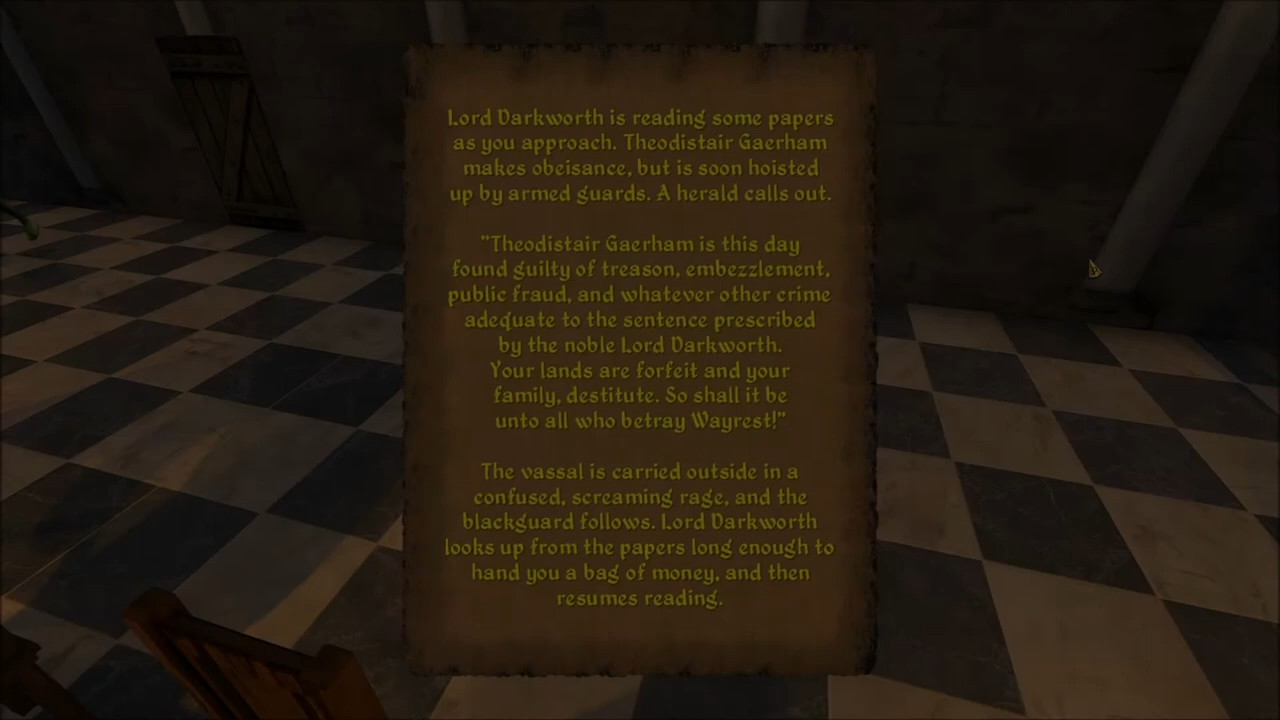 Lord Darkworth is reading some papers
as you approach. Theodistair Gaerham
makes obeisance, but is soon hoisted
up by armed guards. A herald calls out.
"Theodistair Gaerham is this day
found guilty of treason, embezzlement,
public fraud, and whatever other crime
adequate to the sentence prescribed
by the noble Lord Darkworth.
Your lands are forfeit and your
family, destitute. So shall it be
unto all who betray Wayrest!"
The vassal is carried outside in a
confused, screaming rage, and the
blackguard follows. Lord Darkworth
looks up from the papers long enough to
hand you a bag of money, and then
resumes reading.